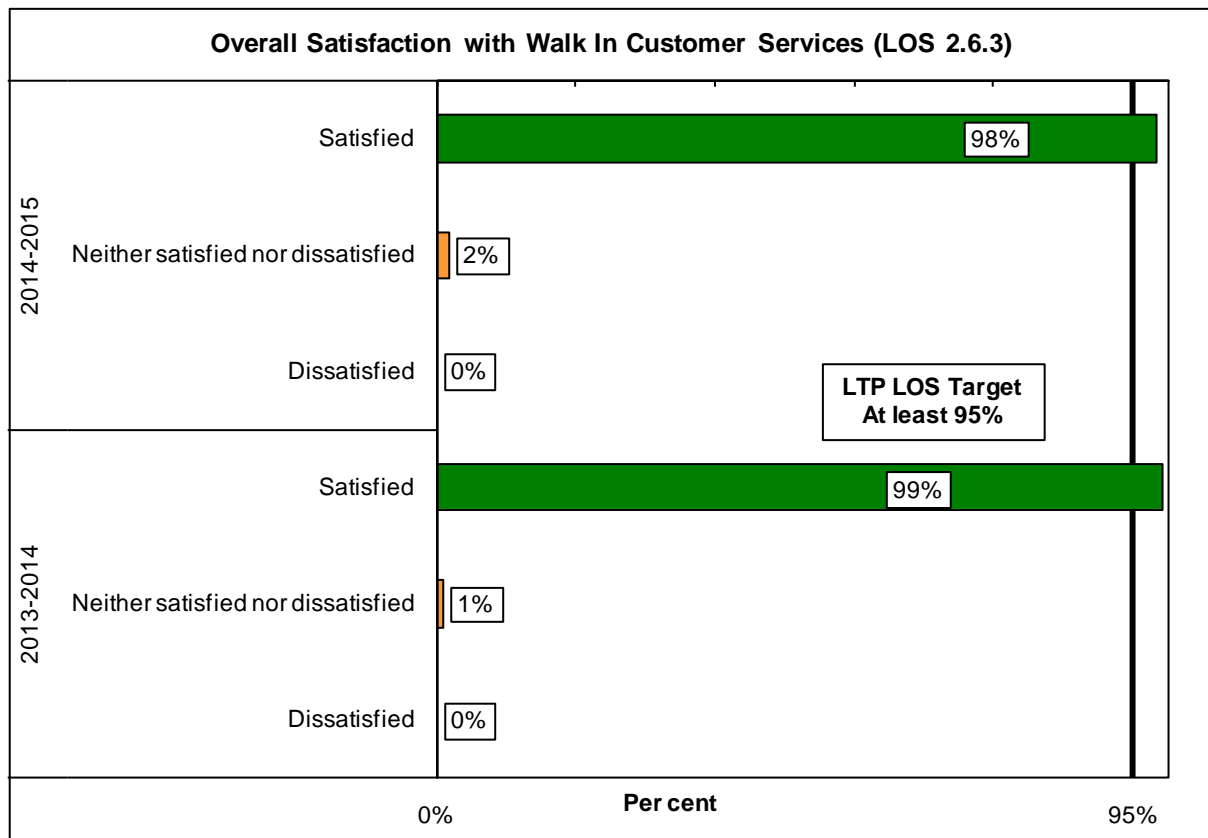 Overall Satisfaction with Walk In Customer Services (LOS 2.6.3)
2014-2015
Satisfied
98%
Neither satisfied nor dissatisfied
2%
Dissatisfied
0%
LTP LOS Target
At least 95%
2013-2014
Satisfied
99%
Neither satisfied nor dissatisfied
1%
Dissatisfied
0%
0%
Per cent
95%